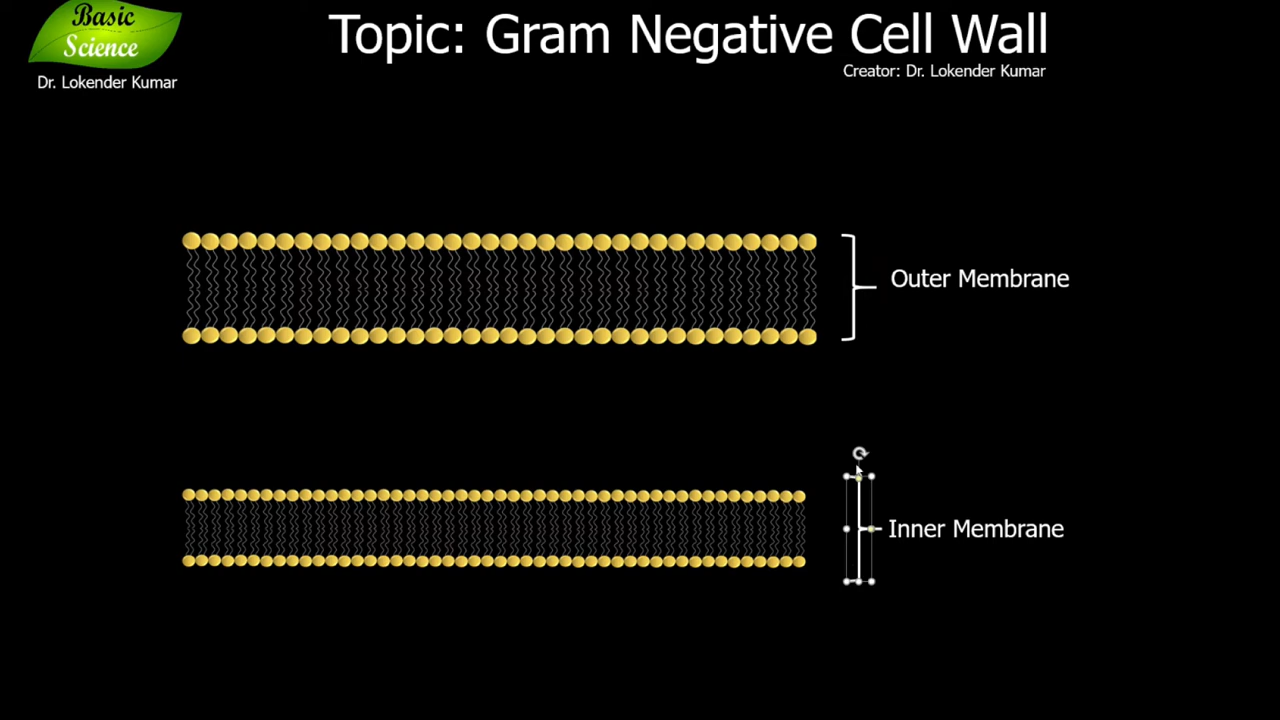 Basic
Science
Dr. Lokender Kumar
Topic: Gram Negative Cell Wall
Creator: Dr. Lokender Kumar
Outer Membrane
Inner Membrane